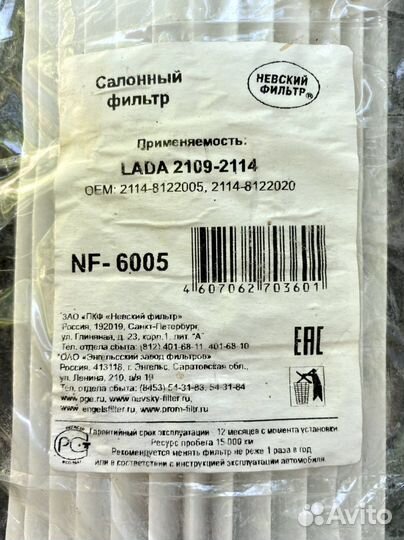 Салонный
фильтр
НЕВСКИЙ
ФИЛЬТР®
Применяемость:
LADA 2109-2114
OEM: 2114-8122005, 2114-8122020
NF- 6005
4 607062 703601
ЗАО «ПКФ «Невский фильтр»
Россия, 192019, Санкт-Петербург,
ул. Глиняная, д. 23, корп.1, лит. "А"
Тел. отдела сбыта: (812) 401-68-11, 401-68-10
ОАО «Энгельсский завод фильтров»
Россия, 413118, г. Энгельс, Саратовская обл.,
ул. Ленина, 210, а/я 19
Тел. отдела сбыта: (8453) 54-31-83, 54-31-84
www.pge.ru, www.nevsky-filter.ru,
www.engelsfilter.ru, www.prom-filtr.ru
EAC
РСТ
Гарантийный срок эксплуатации 12 месяцев с момента установки
Ресурс пробега 15 000 км
Рекомендуется менять фильтр не реже 1 раза в год
или в соответствии с инструкцией эксплуатации автомобиля.
Avito